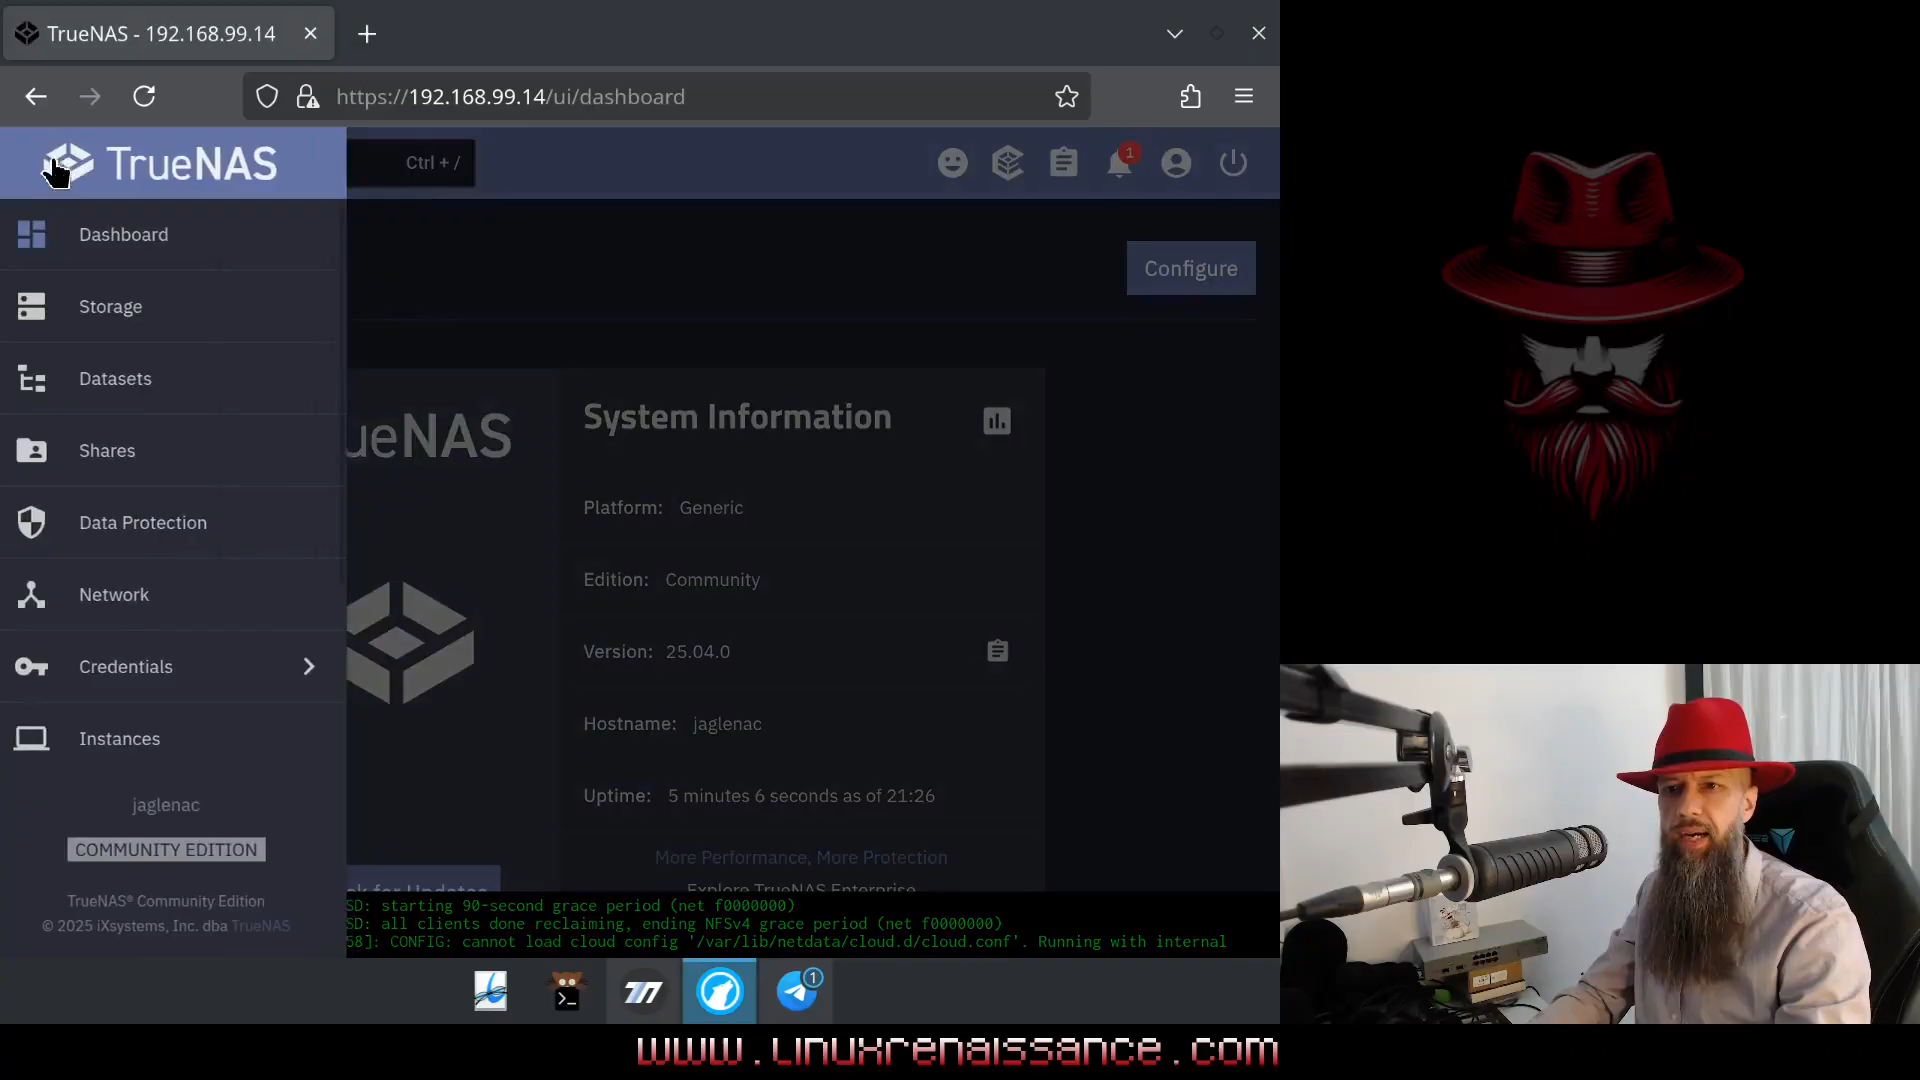 TrueNAS - 192.168.99.14
https://192.168.99.14/ui/dashboard
TrueNAS
Ctrl + /
1
Dashboard
Storage
Datasets
Shares
Data Protection
Network
Credentials
Instances
jaglenac
COMMUNITY EDITION
TrueNAS® Community Edition
© 2025 iXsystems, Inc. dba TrueNAS
Configure
ueNAS
System Information
Platform: Generic
Edition: Community
Version: 25.04.0
Hostname: jaglenac
Uptime: 5 minutes 6 seconds as of 21:26
More Performance, More Protection
Explore TrueNAS Enterprise
k for Updates
SD: starting 90-second grace period (net f0000000)
SD: all clients done reclaiming, ending NFSv4 grace period (net f0000000)
58]: CONFIG: cannot load cloud config '/var/lib/netdata/cloud.d/cloud.conf'. Running with internal
1
www.linuxrenaissance.com